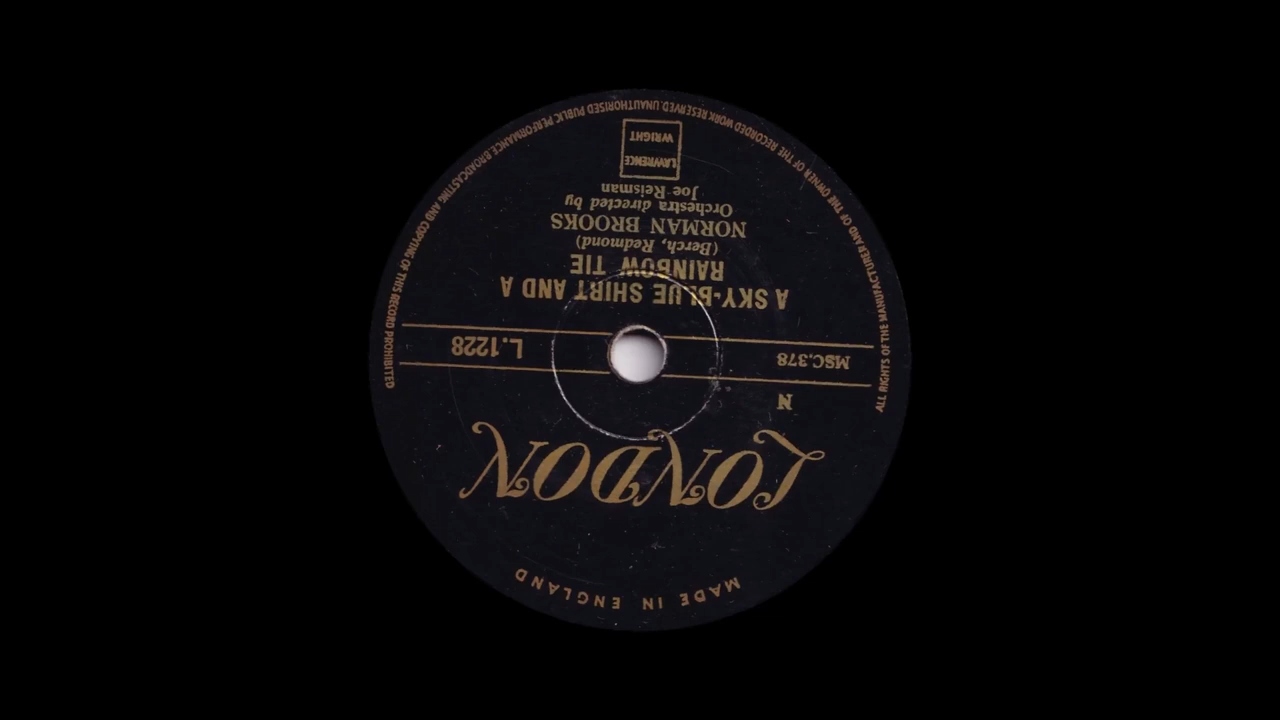 MADE IN ENGLAND
LONDON
N
MSC.378
L.1228
A SKY-BLUE SHIRT AND A
RAINBOW TIE
(Berch, Redmond)
NORMAN BROOKS
Orchestra directed by
Joe Reisman
LAWRENCE
WRIGHT
ALL RIGHTS OF THE MANUFACTURER AND OF THE OWNER OF THE RECORDED WORK RESERVED. UNAUTHORISED PUBLIC PERFORMANCE BROADCASTING AND COPYING OF THIS RECORD PROHIBITED